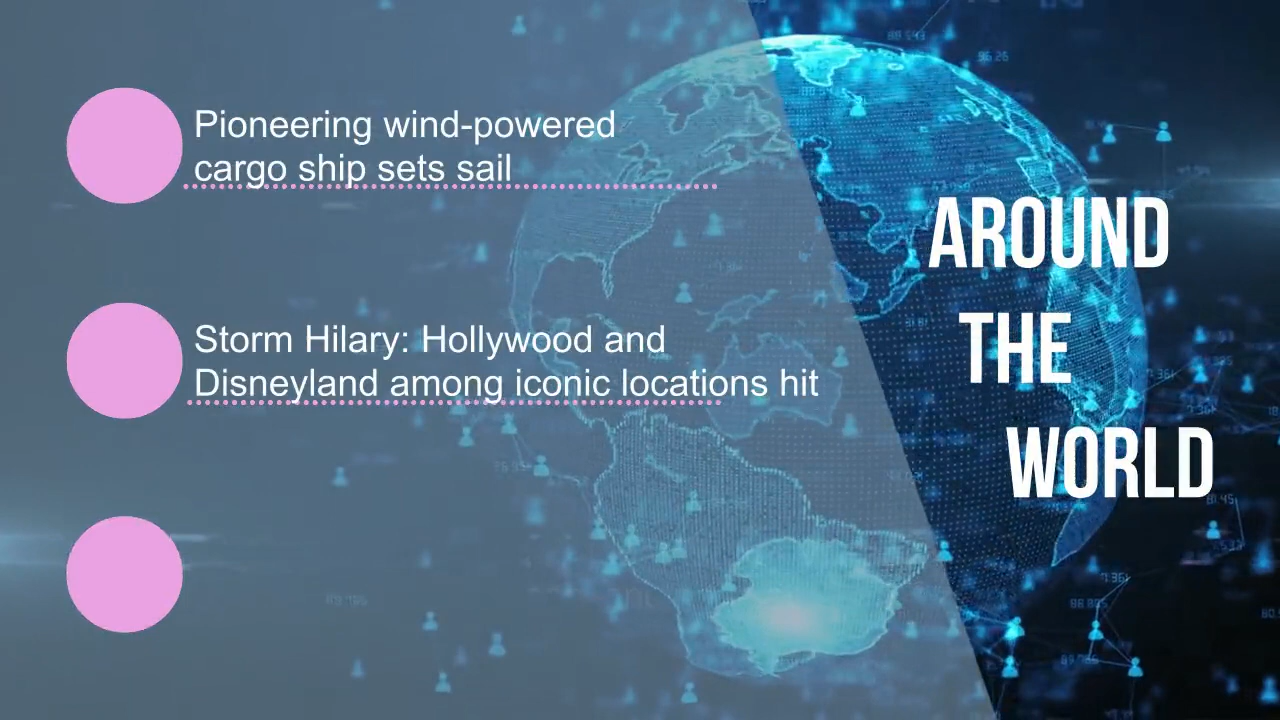 Pioneering wind-powered
cargo ship sets sail
Storm Hilary: Hollywood and
Disneyland among iconic locations hit
AROUND
THE
WORLD